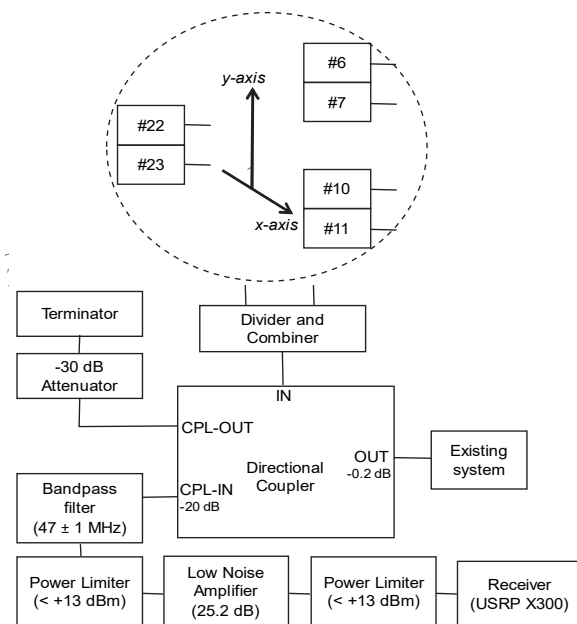 #6
y-axis
#7
#22
#23
#10
x-axis
#11
Terminator
Divider and
Combiner
-30 dB
Attenuator
IN
CPL-OUT
OUT
-0.2 dB
Existing
system
Directional
Coupler
CPL-IN
-20 dB
Bandpass
filter
(47 ± 1 MHz)
Power Limiter
(< +13 dBm)
Low Noise
Amplifier
(25.2 dB)
Power Limiter
(< +13 dBm)
Receiver
(USRP X300)